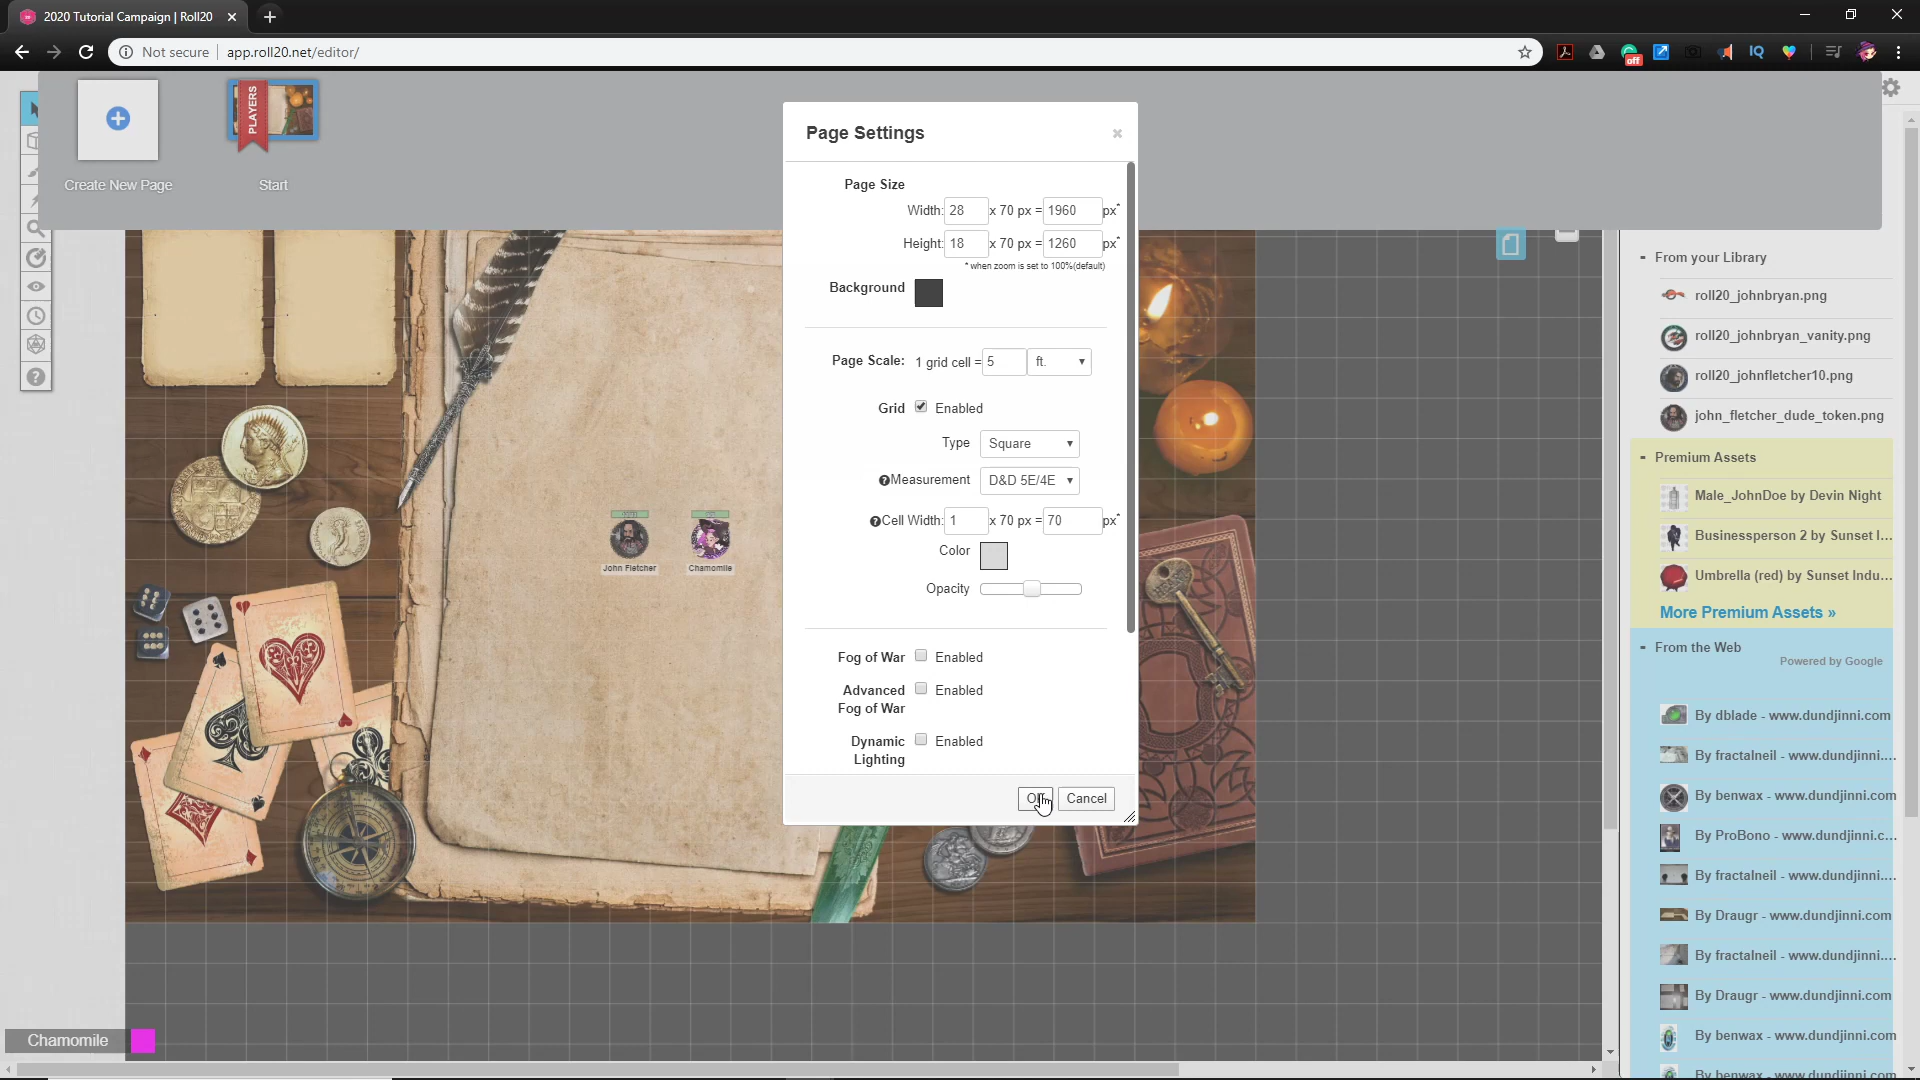 2020 Tutorial Campaign | Roll20
Not secure
app.roll20.net/editor/
off
IQ
PLAYERS
Create New Page
Start
Page Settings
Page Size
Width: 28 x 70 px = 1960 px*
Height: 18 x 70 px = 1260 px*
* when zoom is set to 100%(default)
Background
Page Scale: 1 grid cell = 5 ft.
Grid Enabled
Type Square
Measurement D&D 5E/4E
Cell Width: 1 x 70 px = 70 px*
Color
Opacity
Fog of War Enabled
Advanced Enabled
Fog of War
Dynamic Enabled
Lighting
Cancel
John Fletcher
Chamomile
Chamomile
- From your Library
roll20_johnbryan.png
roll20_johnbryan_vanity.png
roll20_johnfletcher10.png
john_fletcher_dude_token.png
- Premium Assets
Male_JohnDoe by Devin Night
Businessperson 2 by Sunset I...
Umbrella (red) by Sunset Indu...
More Premium Assets »
- From the Web
Powered by Google
By dblade - www.dundjinni.com
By fractalneil - www.dundjinni....
By benwax - www.dundjinni.com
By ProBono - www.dundjinni.c...
By fractalneil - www.dundjinni....
By Draugr - www.dundjinni.com
By fractalneil - www.dundjinni....
By Draugr - www.dundjinni.com
By benwax - www.dundjinni.com
By benwax - www.dundjinni.com